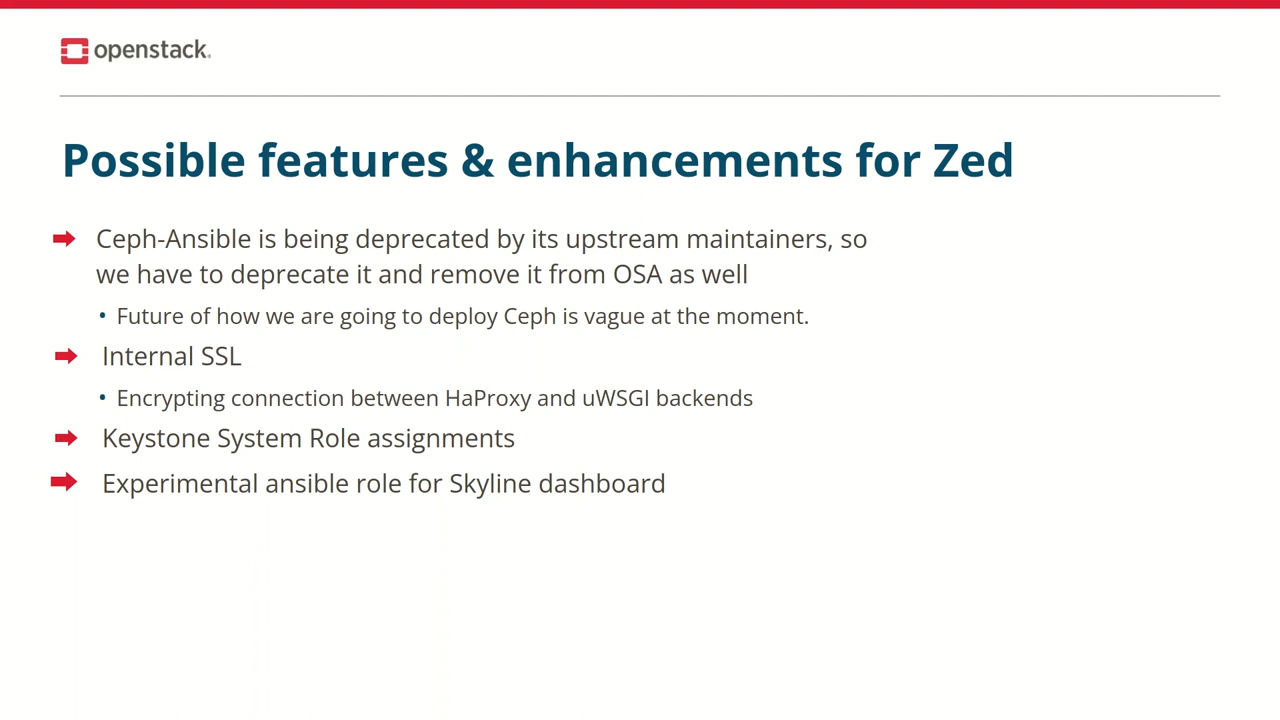 openstack.
Possible features & enhancements for Zed
Ceph-Ansible is being deprecated by its upstream maintainers, so
we have to deprecate it and remove it from OSA as well
• Future of how we are going to deploy Ceph is vague at the moment.
Internal SSL
• Encrypting connection between HaProxy and uWSGI backends
Keystone System Role assignments
Experimental ansible role for Skyline dashboard